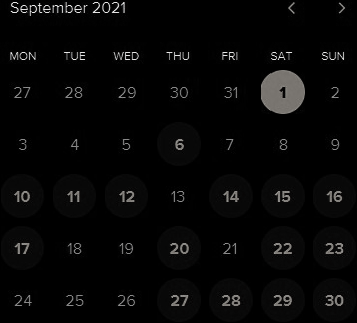 September 2021 < >
MON TUE WED THU FRI SAT SUN
27 28 29 30 31 1 2
3 4 5 6 7 8 9
10 11 12 13 14 15 16
17 18 19 20 21 22 23
24 25 26 27 28 29 30